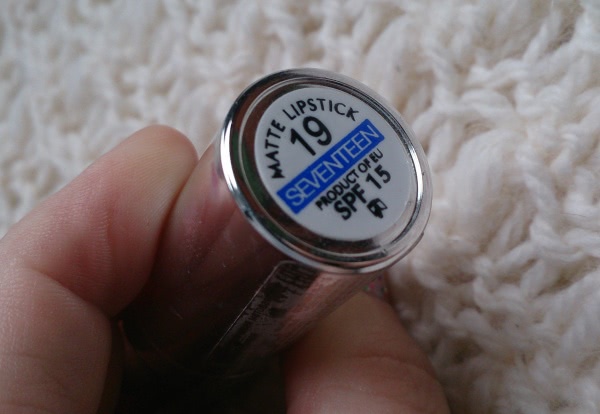 MATTE LIPSTICK
19
SEVENTEEN
PRODUCT OF EU
SPF 15